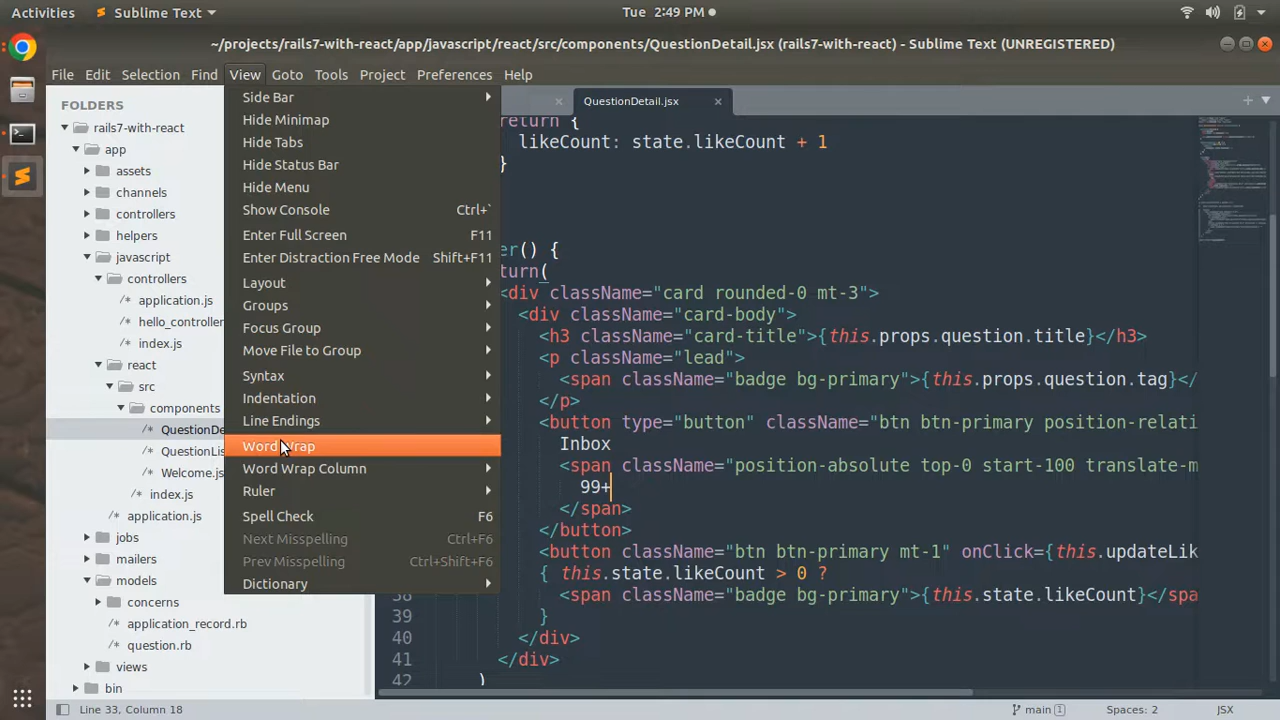 Activities Sublime Text Tue 2:49 PM
~/projects/rails7-with-react/app/javascript/react/src/components/QuestionDetail.jsx (rails7-with-react) - Sublime Text (UNREGISTERED)
File Edit Selection Find View Goto Tools Project Preferences Help
FOLDERS
rails7-with-react
app
assets
channels
controllers
helpers
javascript
controllers
/* application.js
/* hello_controller
/* index.js
react
src
components
/* QuestionDe
/* QuestionLis
/* Welcome.js
/* index.js
/* application.js
jobs
mailers
models
concerns
/* application_record.rb
/* question.rb
views
bin
Side Bar
Hide Minimap
Hide Tabs
Hide Status Bar
Hide Menu
Show Console Ctrl+`
Enter Full Screen F11
Enter Distraction Free Mode Shift+F11
Layout
Groups
Focus Group
Move File to Group
Syntax
Indentation
Line Endings
Word Wrap
Word Wrap Column
Ruler
Spell Check F6
Next Misspelling Ctrl+F6
Prev Misspelling Ctrl+Shift+F6
Dictionary
QuestionDetail.jsx
return {
likeCount: state.likeCount + 1
}
er() {
turn(
<div className="card rounded-0 mt-3">
<div className="card-body">
<h3 className="card-title">{this.props.question.title}</h3>
<p className="lead">
<span className="badge bg-primary">{this.props.question.tag}</
</p>
<button type="button" className="btn btn-primary position-relati
Inbox
<span className="position-absolute top-0 start-100 translate-m
99+
</span>
</button>
<button className="btn btn-primary mt-1" onClick={this.updateLik
{ this.state.likeCount > 0 ?
38 <span className="badge bg-primary">{this.state.likeCount}</spa
39 }
40 </div>
41 </div>
42 )
Line 33, Column 18 main 1 Spaces: 2 JSX